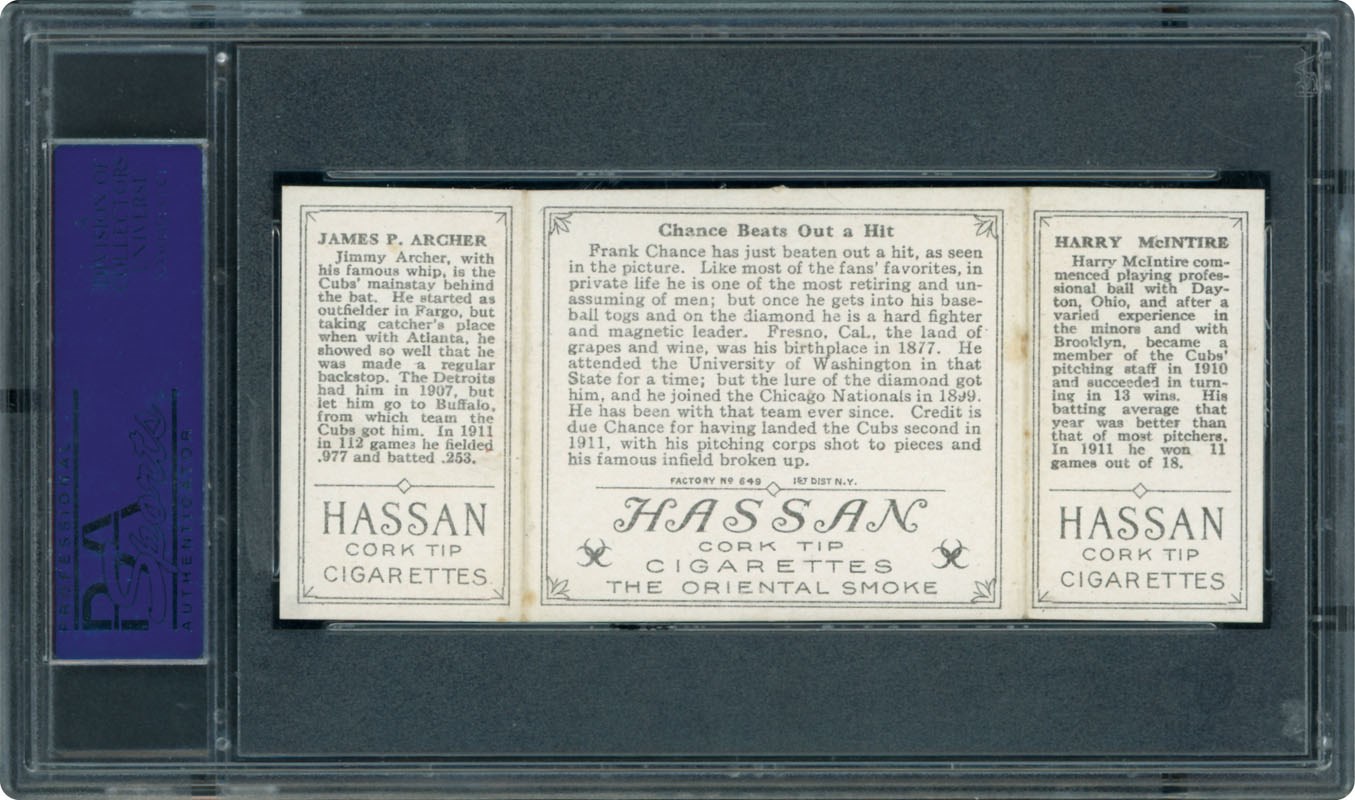 JAMES P. ARCHER
Jimmy Archer, with
his famous whip, is the
Cubs' mainstay behind
the bat. He started as
outfielder in Fargo, but
taking catcher's place
when with Atlanta, he
showed so well that he
was made a regular
backstop. The Detroits
had him in 1907, but
let him go to Buffalo,
from which team the
Cubs got him. In 1911
in 112 games he fielded
.977 and batted .253.
HASSAN
CORK TIP
CIGARETTES
Chance Beats Out a Hit
Frank Chance has just beaten out a hit, as seen
in the picture. Like most of the fans' favorites, in
private life he is one of the most retiring and un-
assuming of men; but once he gets into his base-
ball togs and on the diamond he is a hard fighter
and magnetic leader. Fresno, Cal., the land of
grapes and wine, was his birthplace in 1877. He
attended the University of Washington in that
State for a time; but the lure of the diamond got
him, and he joined the Chicago Nationals in 1899.
He has been with that team ever since. Credit is
due Chance for having landed the Cubs second in
1911, with his pitching corps shot to pieces and
his famous infield broken up.
FACTORY No 649 1ST DIST N.Y.
HASSAN
CORK TIP
CIGARETTES
THE ORIENTAL SMOKE
HARRY McINTIRE
Harry McIntire com-
menced playing profes-
sional ball with Day-
ton, Ohio, and after a
varied experience in
the minors and with
Brooklyn, became a
member of the Cubs'
pitching staff in 1910
and succeeded in turn-
ing in 13 wins. His
batting average that
year was better than
that of most pitchers.
In 1911 he won 11
games out of 18.
HASSAN
CORK TIP
CIGARETTES
PROFESSIONAL
PSA
Sports
AUTHENTICATOR
A
DIVISION OF
COLLECTORS
UNIVERSE